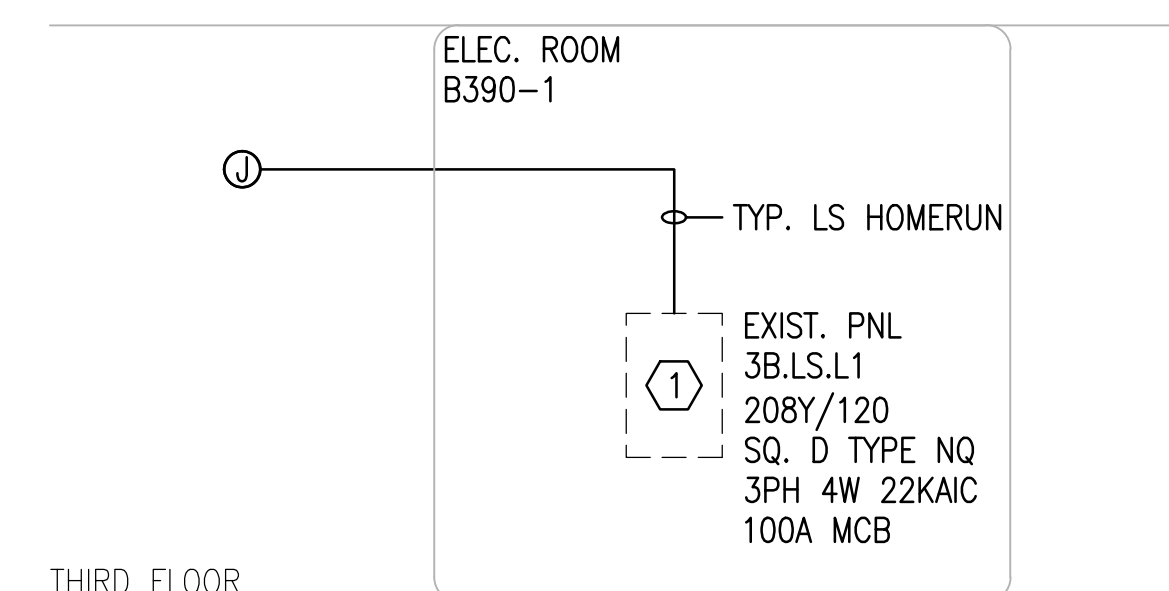 ELEC. ROOM
B390-1
J
TYP. LS HOMERUN
1
EXIST. PNL
3B.LS.L1
208Y/120
SQ. D TYPE NQ
3PH 4W 22KAIC
100A MCB
THIRD FLOOR